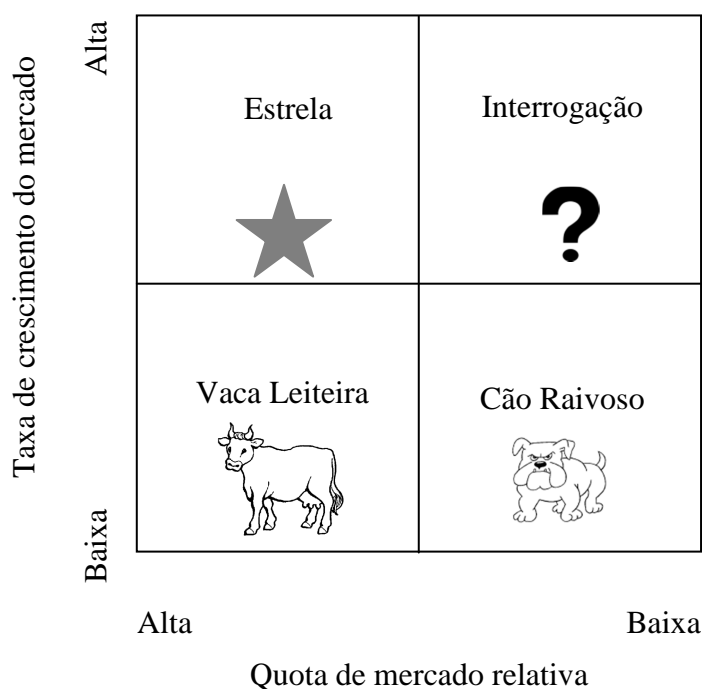 Taxa de crescimento do mercado
Alta
Estrela
Interrogação
?
Vaca Leiteira
Cão Raivoso
Baixa
Alta
Baixa
Quota de mercado relativa